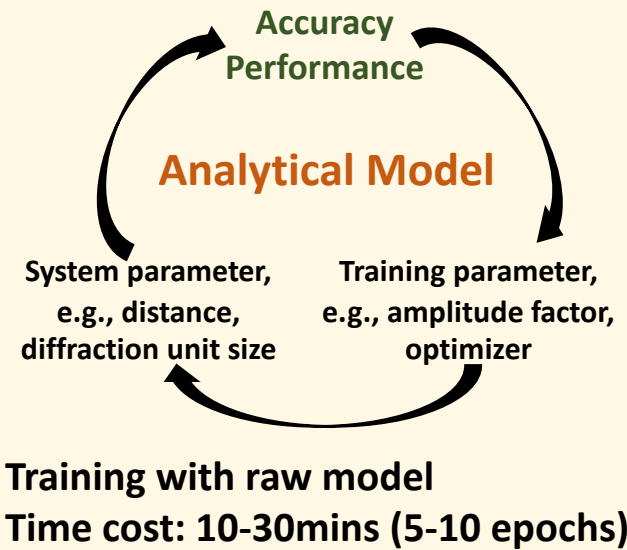 Accuracy
Performance
Analytical Model
System parameter,
e.g., distance,
diffraction unit size
Training parameter,
e.g., amplitude factor,
optimizer
Training with raw model
Time cost: 10-30mins (5-10 epochs)